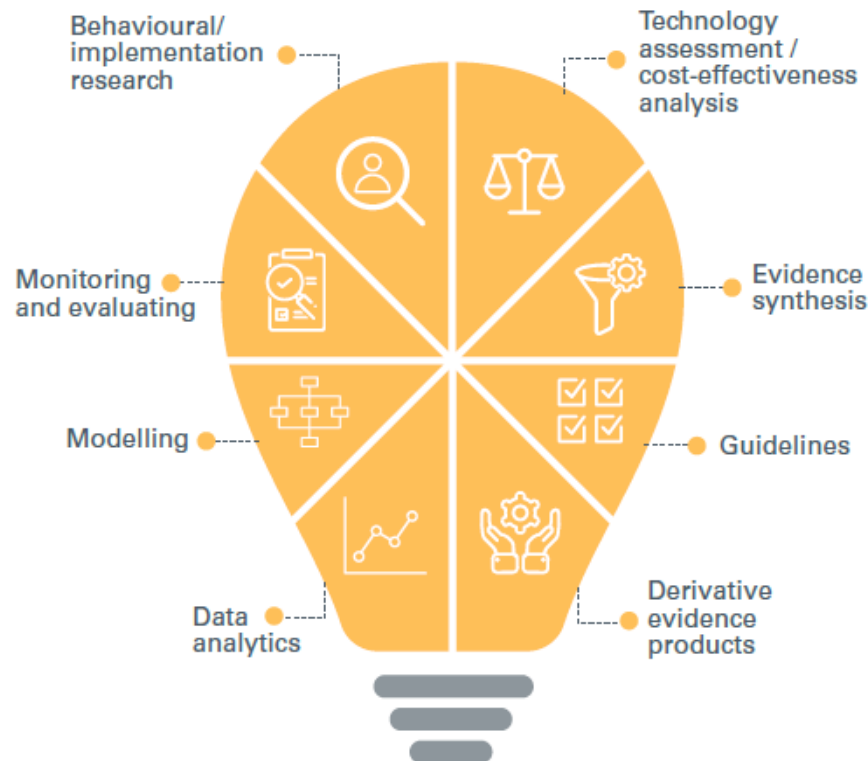 Behavioural/
implementation
research
Technology
assessment /
cost-effectiveness
analysis
Monitoring
and evaluating
Evidence
synthesis
Modelling
Guidelines
Data
analytics
Derivative
evidence
products